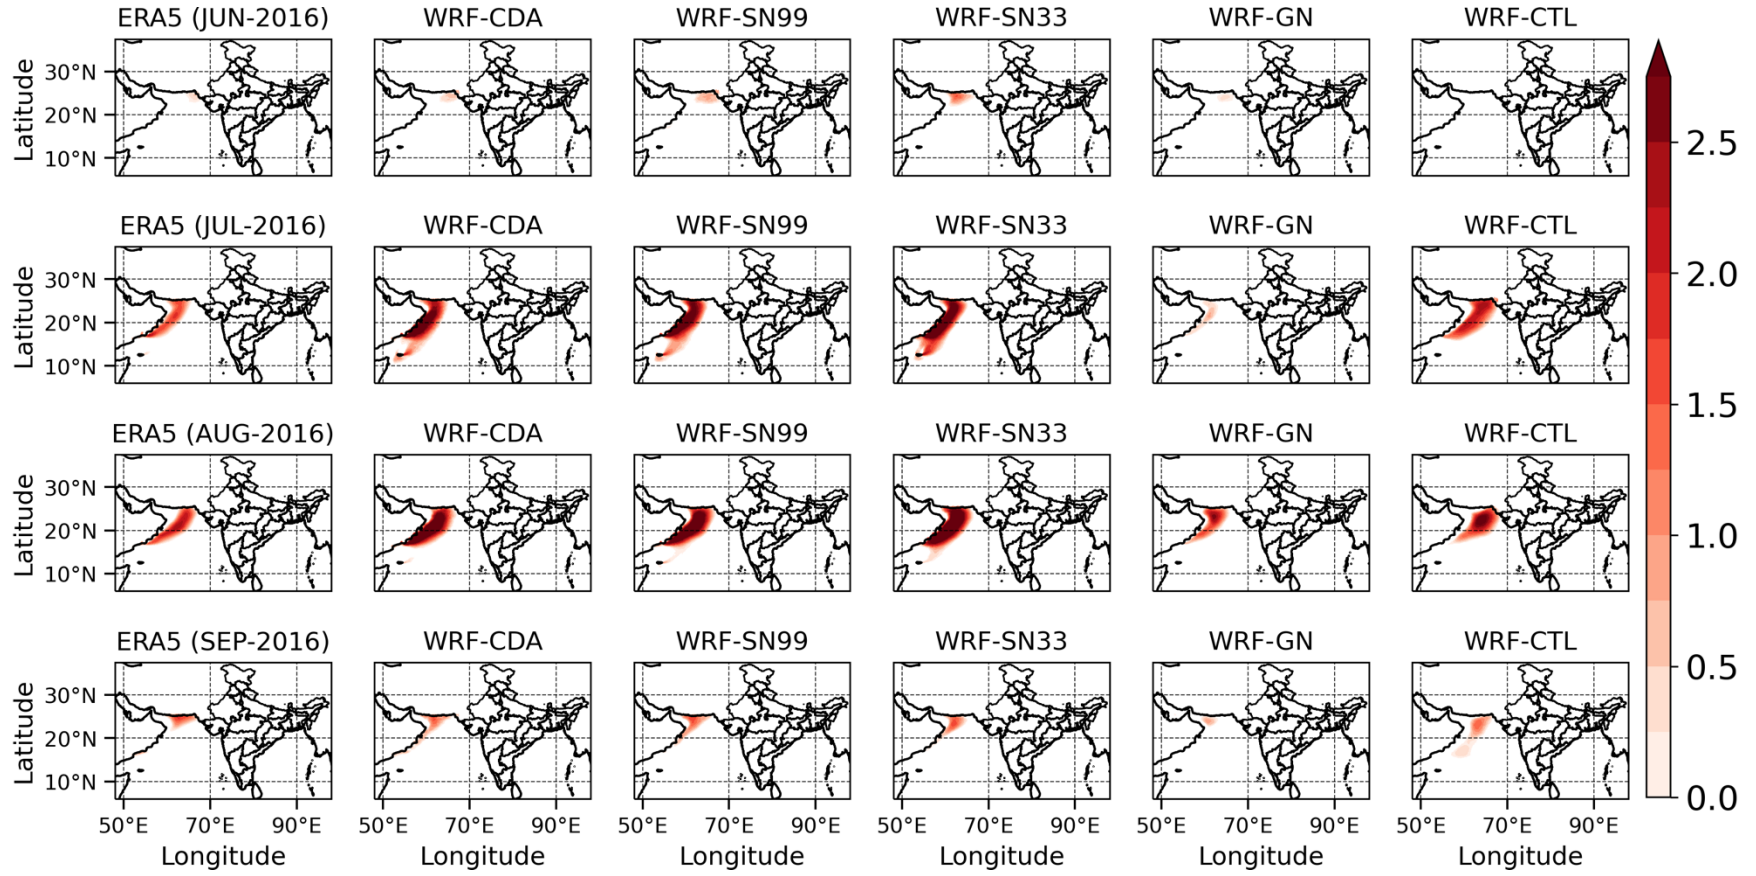 ERA5 (JUN-2016) WRF-CDA WRF-SN99 WRF-SN33 WRF-GN WRF-CTL
Latitude
30°N
20°N
10°N
ERA5 (JUL-2016) WRF-CDA WRF-SN99 WRF-SN33 WRF-GN WRF-CTL
Latitude
30°N
20°N
10°N
ERA5 (AUG-2016) WRF-CDA WRF-SN99 WRF-SN33 WRF-GN WRF-CTL
Latitude
30°N
20°N
10°N
ERA5 (SEP-2016) WRF-CDA WRF-SN99 WRF-SN33 WRF-GN WRF-CTL
Latitude
30°N
20°N
10°N
50°E 70°E 90°E 50°E 70°E 90°E 50°E 70°E 90°E 50°E 70°E 90°E 50°E 70°E 90°E 50°E 70°E 90°E
Longitude Longitude Longitude Longitude Longitude Longitude
2.5
2.0
1.5
1.0
0.5
0.0